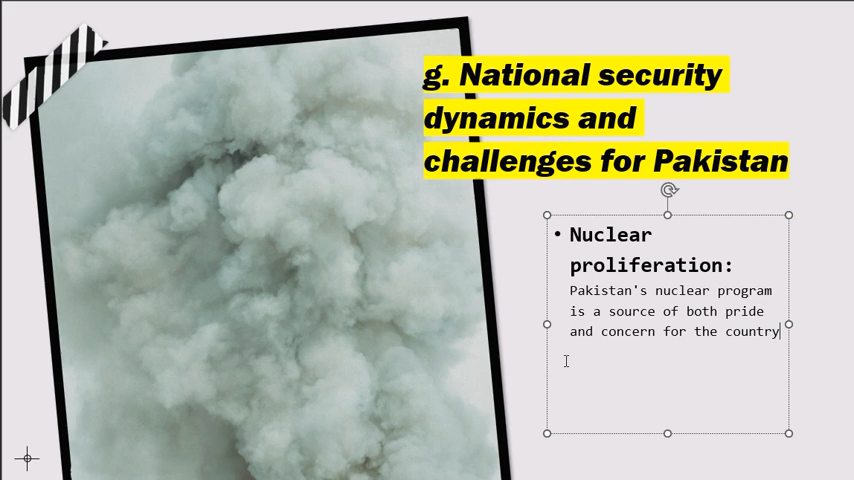 g. National security
dynamics and
challenges for Pakistan
• Nuclear
proliferation:
Pakistan's nuclear program
is a source of both pride
and concern for the country